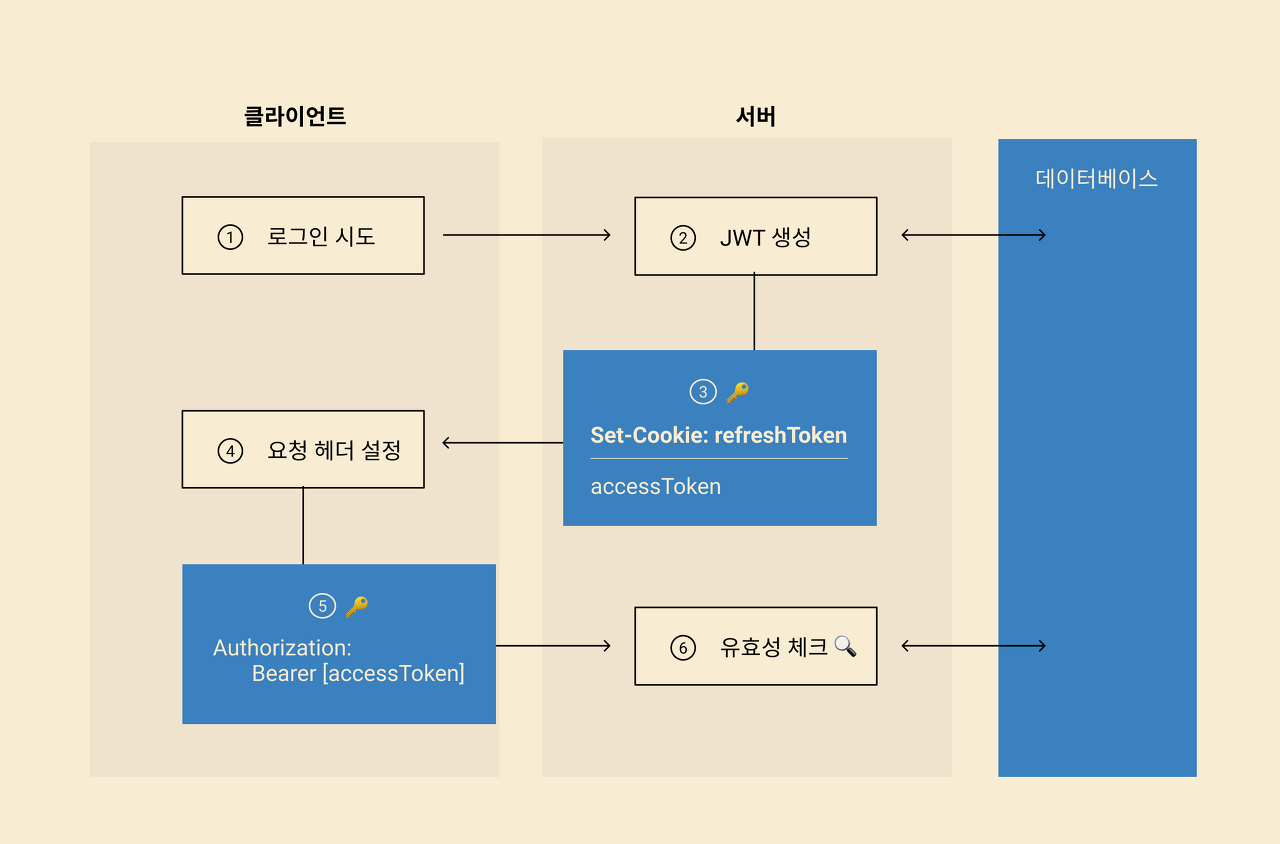 클라이언트
서버
데이터베이스
① 로그인 시도
② JWT 생성
③
Set-Cookie: refreshToken
accessToken
④ 요청 헤더 설정
⑤
Authorization:
Bearer [accessToken]
⑥ 유효성 체크